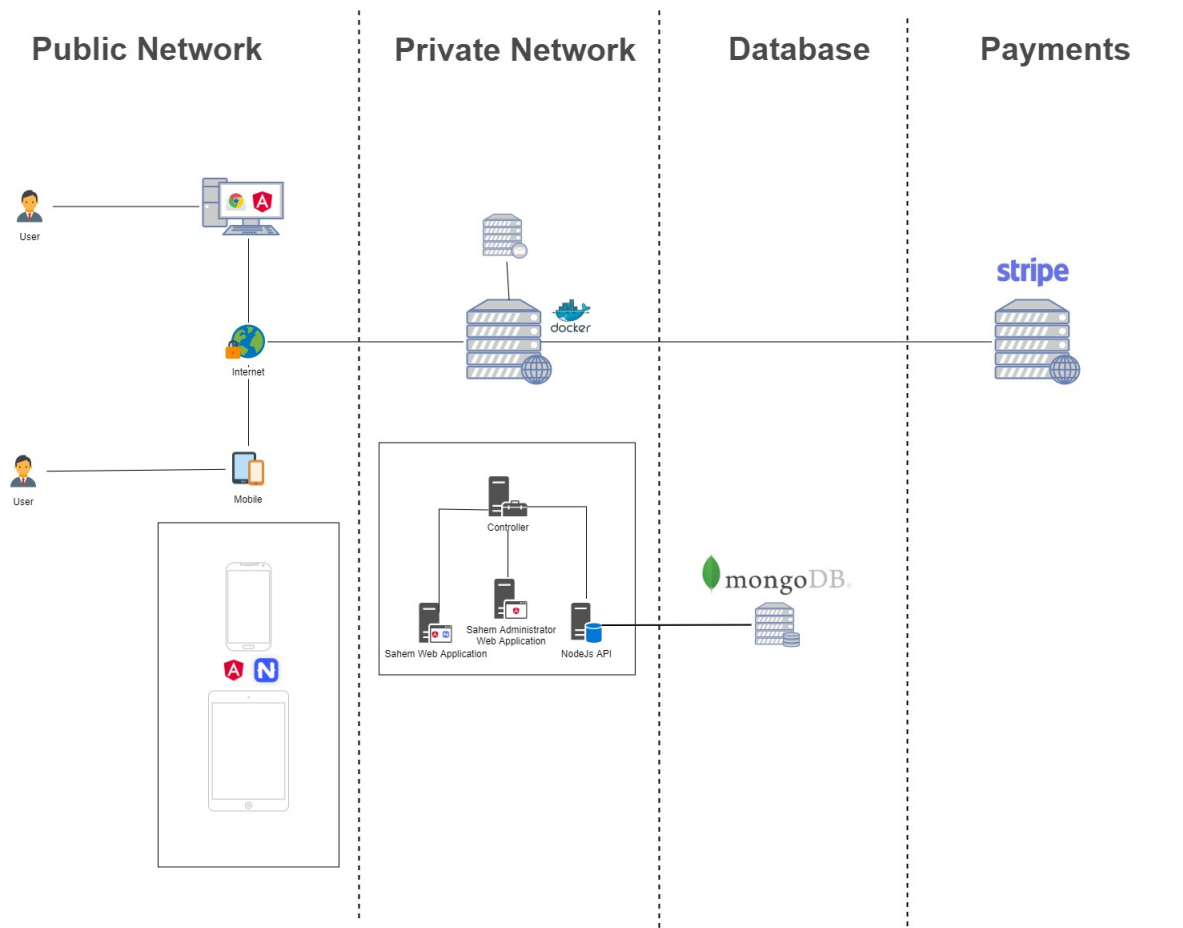 Public Network
Private Network
Database
Payments
User
stripe
docker
Internet
User
Mobile
Controller
mongoDB
Sahem Administrator
Web Application
Sahem Web Application
NodeJs API